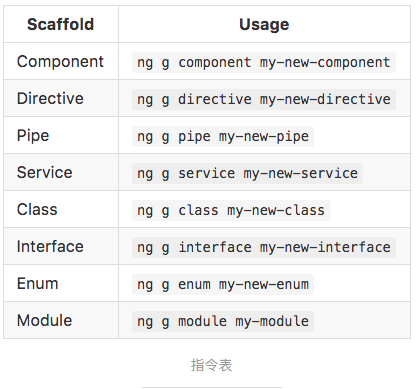 Scaffold Usage
Component ng g component my-new-component
Directive ng g directive my-new-directive
Pipe ng g pipe my-new-pipe
Service ng g service my-new-service
Class ng g class my-new-class
Interface ng g interface my-new-interface
Enum ng g enum my-new-enum
Module ng g module my-module
指令表